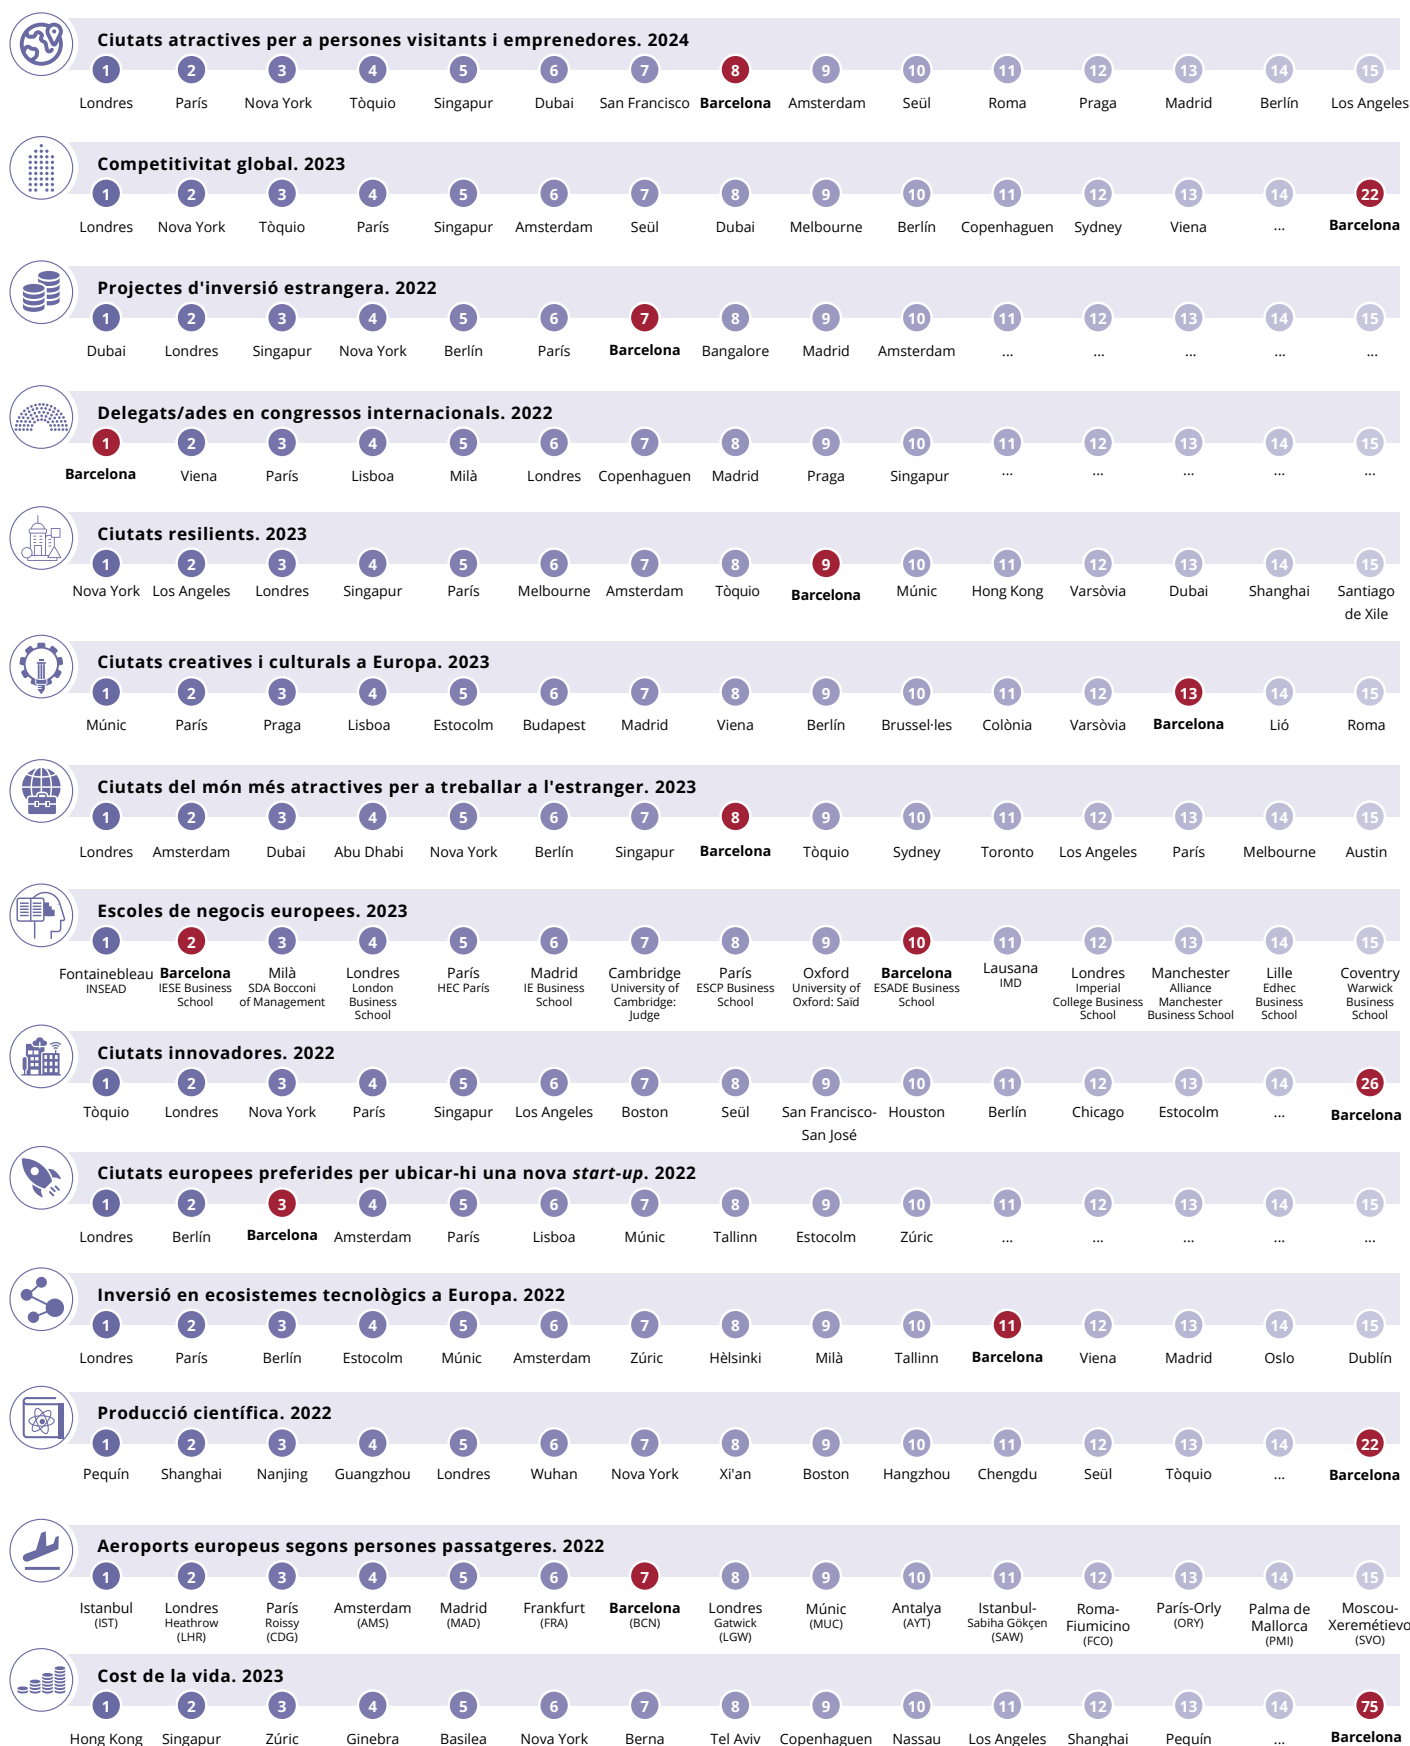 Ciutats atractives per a persones visitants i emprenedores. 2024
1 2 3 4 5 6 7 8 9 10 11 12 13 14 15
Londres París Nova York Tòquio Singapur Dubai San Francisco Barcelona Amsterdam Seül Roma Praga Madrid Berlín Los Angeles
Competitivitat global. 2023
1 2 3 4 5 6 7 8 9 10 11 12 13 14 22
Londres Nova York Tòquio París Singapur Amsterdam Seül Dubai Melbourne Berlín Copenhaguen Sydney Viena ... Barcelona
Projectes d'inversió estrangera. 2022
1 2 3 4 5 6 7 8 9 10 11 12 13 14 15
Dubai Londres Singapur Nova York Berlín París Barcelona Bangalore Madrid Amsterdam ... ... ... ... ...
Delegats/ades en congressos internacionals. 2022
1 2 3 4 5 6 7 8 9 10 11 12 13 14 15
Barcelona Viena París Lisboa Milà Londres Copenhaguen Madrid Praga Singapur ... ... ... ... ...
Ciutats resilients. 2023
1 2 3 4 5 6 7 8 9 10 11 12 13 14 15
Nova York Los Angeles Londres Singapur París Melbourne Amsterdam Tòquio Barcelona Múnic Hong Kong Varsòvia Dubai Shanghai Santiago
de Xile
Ciutats creatives i culturals a Europa. 2023
1 2 3 4 5 6 7 8 9 10 11 12 13 14 15
Múnic París Praga Lisboa Estocolm Budapest Madrid Viena Berlín Brussel·les Colònia Varsòvia Barcelona Lió Roma
Ciutats del món més atractives per a treballar a l'estranger. 2023
1 2 3 4 5 6 7 8 9 10 11 12 13 14 15
Londres Amsterdam Dubai Abu Dhabi Nova York Berlín Singapur Barcelona Tòquio Sydney Toronto Los Angeles París Melbourne Austin
Escoles de negocis europees. 2023
1 2 3 4 5 6 7 8 9 10 11 12 13 14 15
Fontainebleau Barcelona Milà Londres París Madrid Cambridge París Oxford Barcelona Lausana Londres Manchester Lille Coventry
INSEAD IESE Business SDA Bocconi London HEC París IE Business University of ESCP Business University of ESADE Business IMD Imperial Alliance Edhec Warwick
School of Management Business School Cambridge: School Oxford: Saïd School College Business Manchester Business Business
School Judge School Business School School School
Ciutats innovadores. 2022
1 2 3 4 5 6 7 8 9 10 11 12 13 14 26
Tòquio Londres Nova York París Singapur Los Angeles Boston Seül San Francisco- Houston Berlín Chicago Estocolm ... Barcelona
San José
Ciutats europees preferides per ubicar-hi una nova start-up. 2022
1 2 3 4 5 6 7 8 9 10 11 12 13 14 15
Londres Berlín Barcelona Amsterdam París Lisboa Múnic Tallinn Estocolm Zúric ... ... ... ... ...
Inversió en ecosistemes tecnològics a Europa. 2022
1 2 3 4 5 6 7 8 9 10 11 12 13 14 15
Londres París Berlín Estocolm Múnic Amsterdam Zúric Hèlsinki Milà Tallinn Barcelona Viena Madrid Oslo Dublín
Producció científica. 2022
1 2 3 4 5 6 7 8 9 10 11 12 13 14 22
Pequín Shanghai Nanjing Guangzhou Londres Wuhan Nova York Xi'an Boston Hangzhou Chengdu Seül Tòquio ... Barcelona
Aeroports europeus segons persones passatgeres. 2022
1 2 3 4 5 6 7 8 9 10 11 12 13 14 15
Istanbul Londres París Amsterdam Madrid Frankfurt Barcelona Londres Múnic Antalya Istanbul- Roma- París-Orly Palma de Moscou-
(IST) Heathrow Roissy (AMS) (MAD) (FRA) (BCN) Gatwick (MUC) (AYT) Sabiha Gökçen Fiumicino (ORY) Mallorca Xeremétievo
(LHR) (CDG) (LGW) (SAW) (FCO) (PMI) (SVO)
Cost de la vida. 2023
1 2 3 4 5 6 7 8 9 10 11 12 13 14 75
Hong Kong Singapur Zúric Ginebra Basilea Nova York Berna Tel Aviv Copenhaguen Nassau Los Angeles Shanghai Pequín ... Barcelona